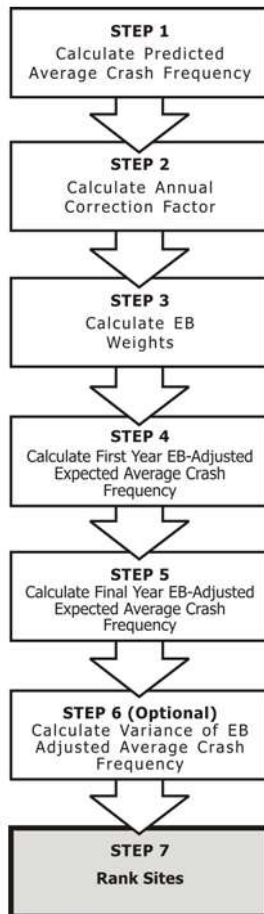 STEP 1
Calculate Predicted
Average Crash Frequency
STEP 2
Calculate Annual
Correction Factor
STEP 3
Calculate EB
Weights
STEP 4
Calculate First Year EB-Adjusted
Expected Average Crash
Frequency
STEP 5
Calculate Final Year EB-Adjusted
Expected Average Crash
Frequency
STEP 6 (Optional)
Calculate Variance of EB
Adjusted Average Crash
Frequency
STEP 7
Rank Sites